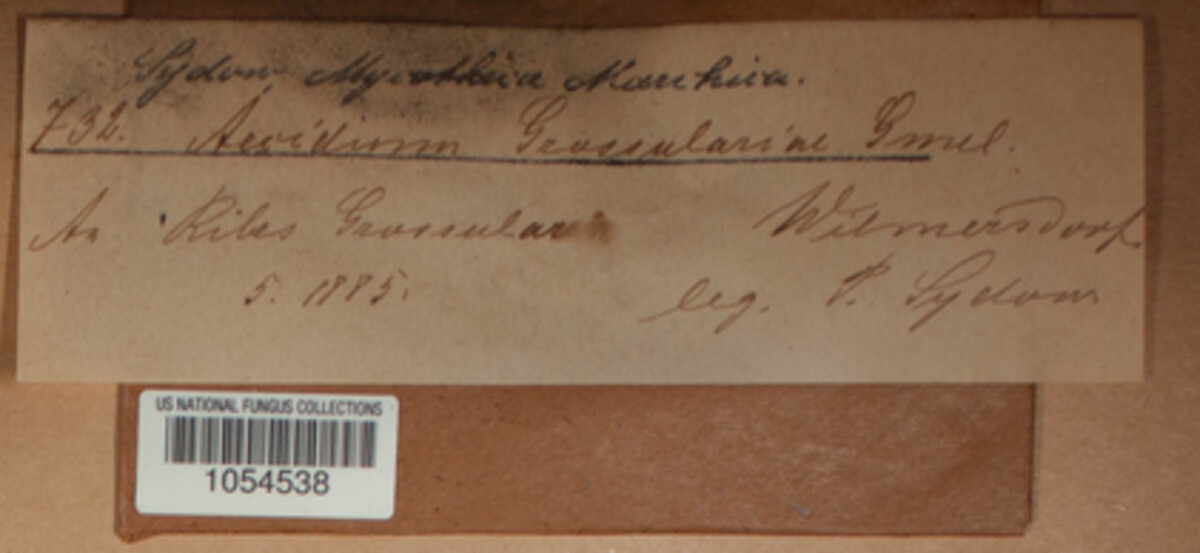 Sydow Mycotheca Marchica.
732. Aecidium Grossulariae Gmel.
An Ribes Grossular
Wilmersdorf.
5. 1885.
leg. P. Sydow
US NATIONAL FUNGUS COLLECTIONS
1054538